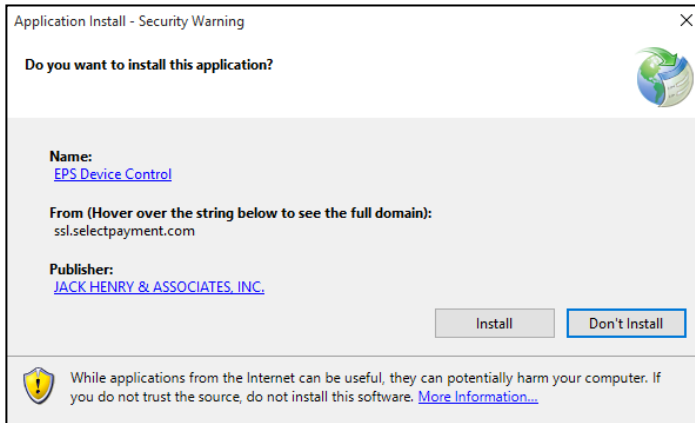 Application Install - Security Warning
Do you want to install this application?
Name:
EPS Device Control
From (Hover over the string below to see the full domain):
ssl.selectpayment.com
Publisher:
JACK HENRY & ASSOCIATES, INC.
Install
Don't Install
While applications from the Internet can be useful, they can potentially harm your computer. If
you do not trust the source, do not install this software. More Information...